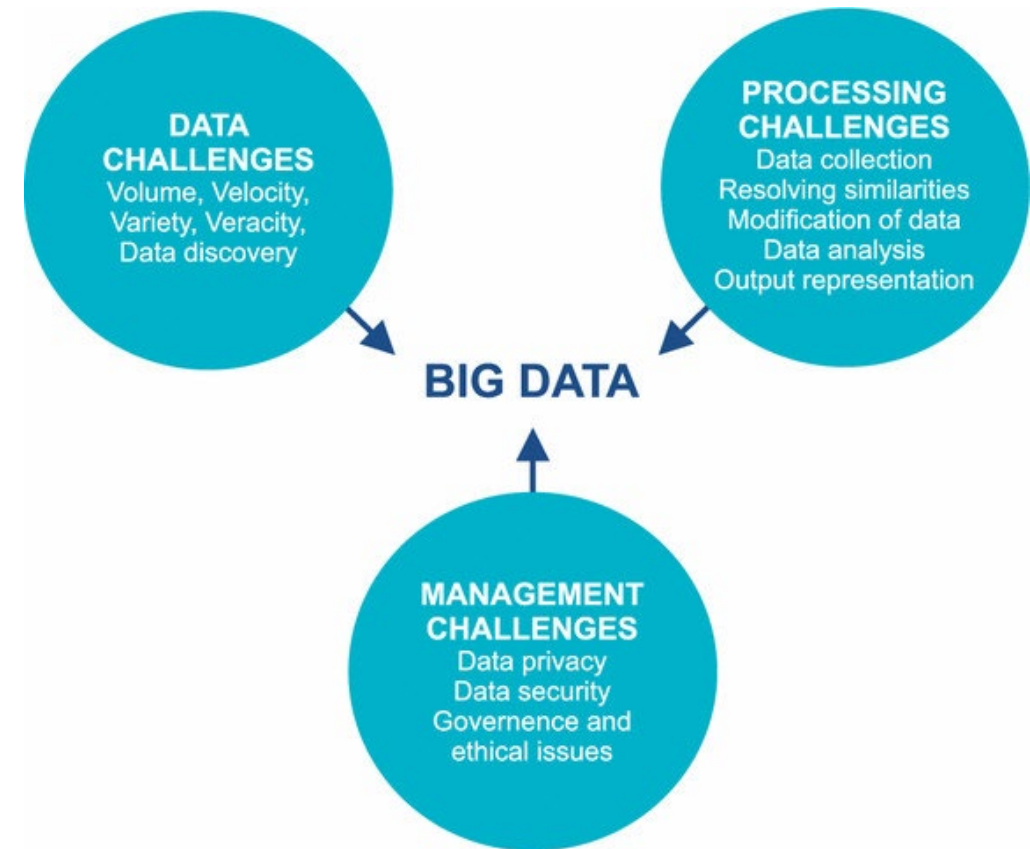 DATA
CHALLENGES
Volume, Velocity,
Variety, Veracity,
Data discovery
PROCESSING
CHALLENGES
Data collection
Resolving similarities
Modification of data
Data analysis
Output representation
BIG DATA
MANAGEMENT
CHALLENGES
Data privacy
Data security
Governence and
ethical issues